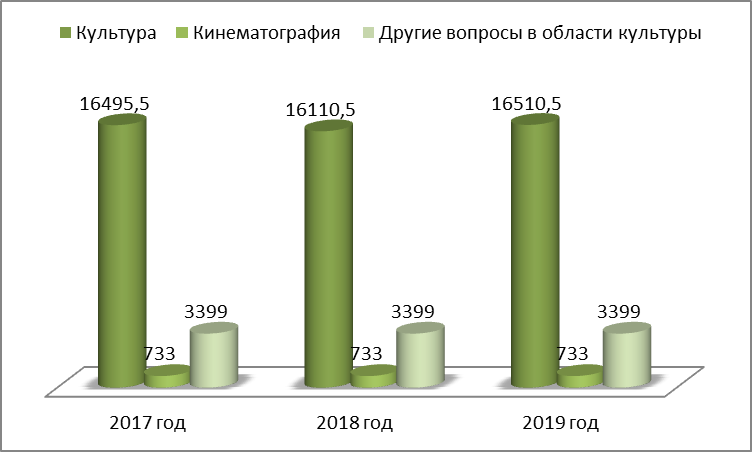 Культура Кинематография Другие вопросы в области культуры
16495,5 16110,5 16510,5
3399 3399 3399
733 733 733
2017 год 2018 год 2019 год